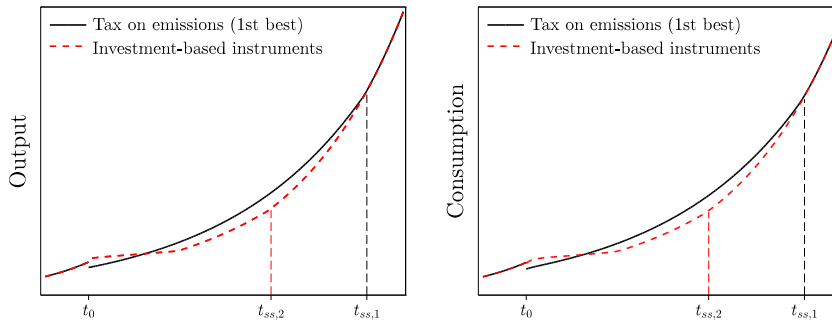 Tax on emissions (1st best)
Investment-based instruments
Output
t0
tss,2
tss,1
Tax on emissions (1st best)
Investment-based instruments
Consumption
t0
tss,2
tss,1